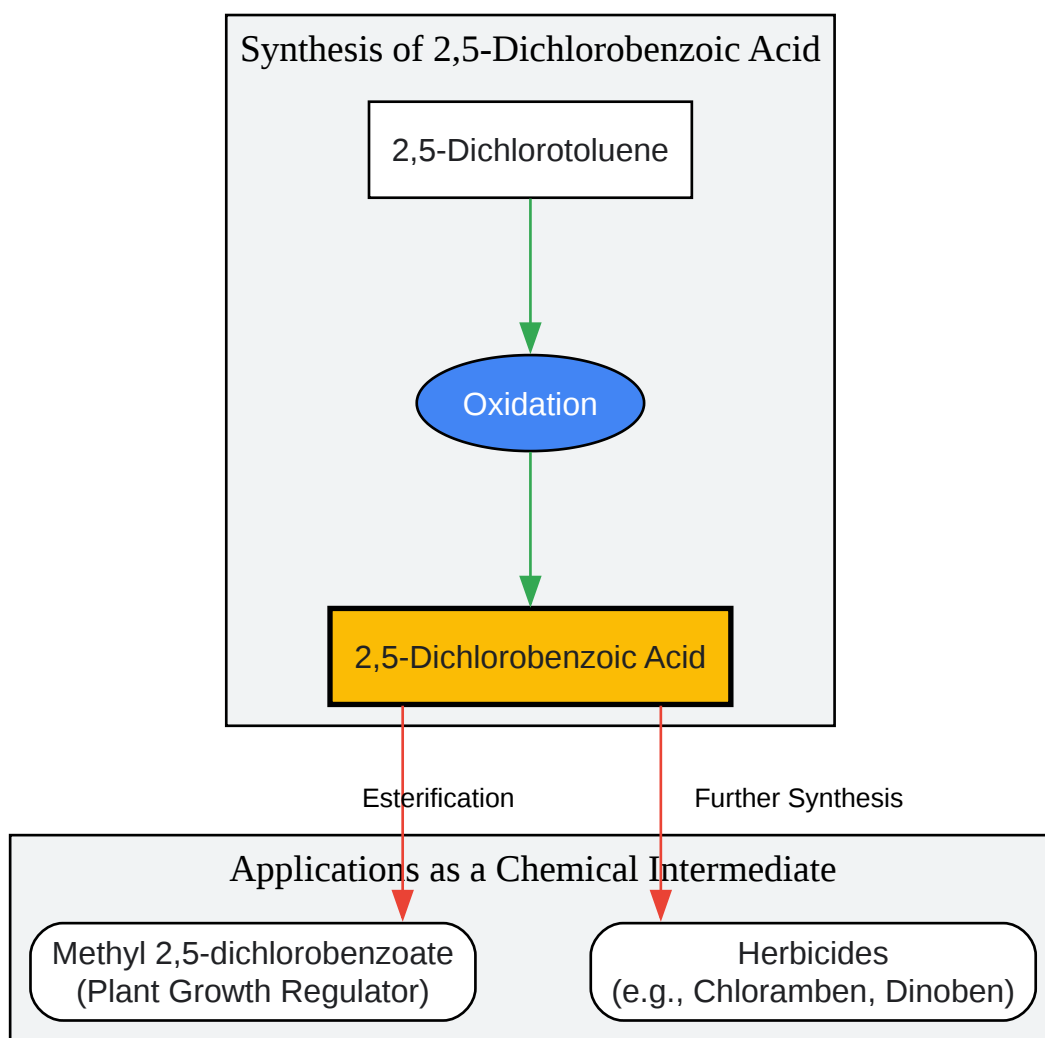 Synthesis of 2,5-Dichlorobenzoic Acid
2,5-Dichlorotoluene
Oxidation
2,5-Dichlorobenzoic Acid
Esterification
Further Synthesis
Applications as a Chemical Intermediate
Methyl 2,5-dichlorobenzoate
(Plant Growth Regulator)
Herbicides
(e.g., Chloramben, Dinoben)